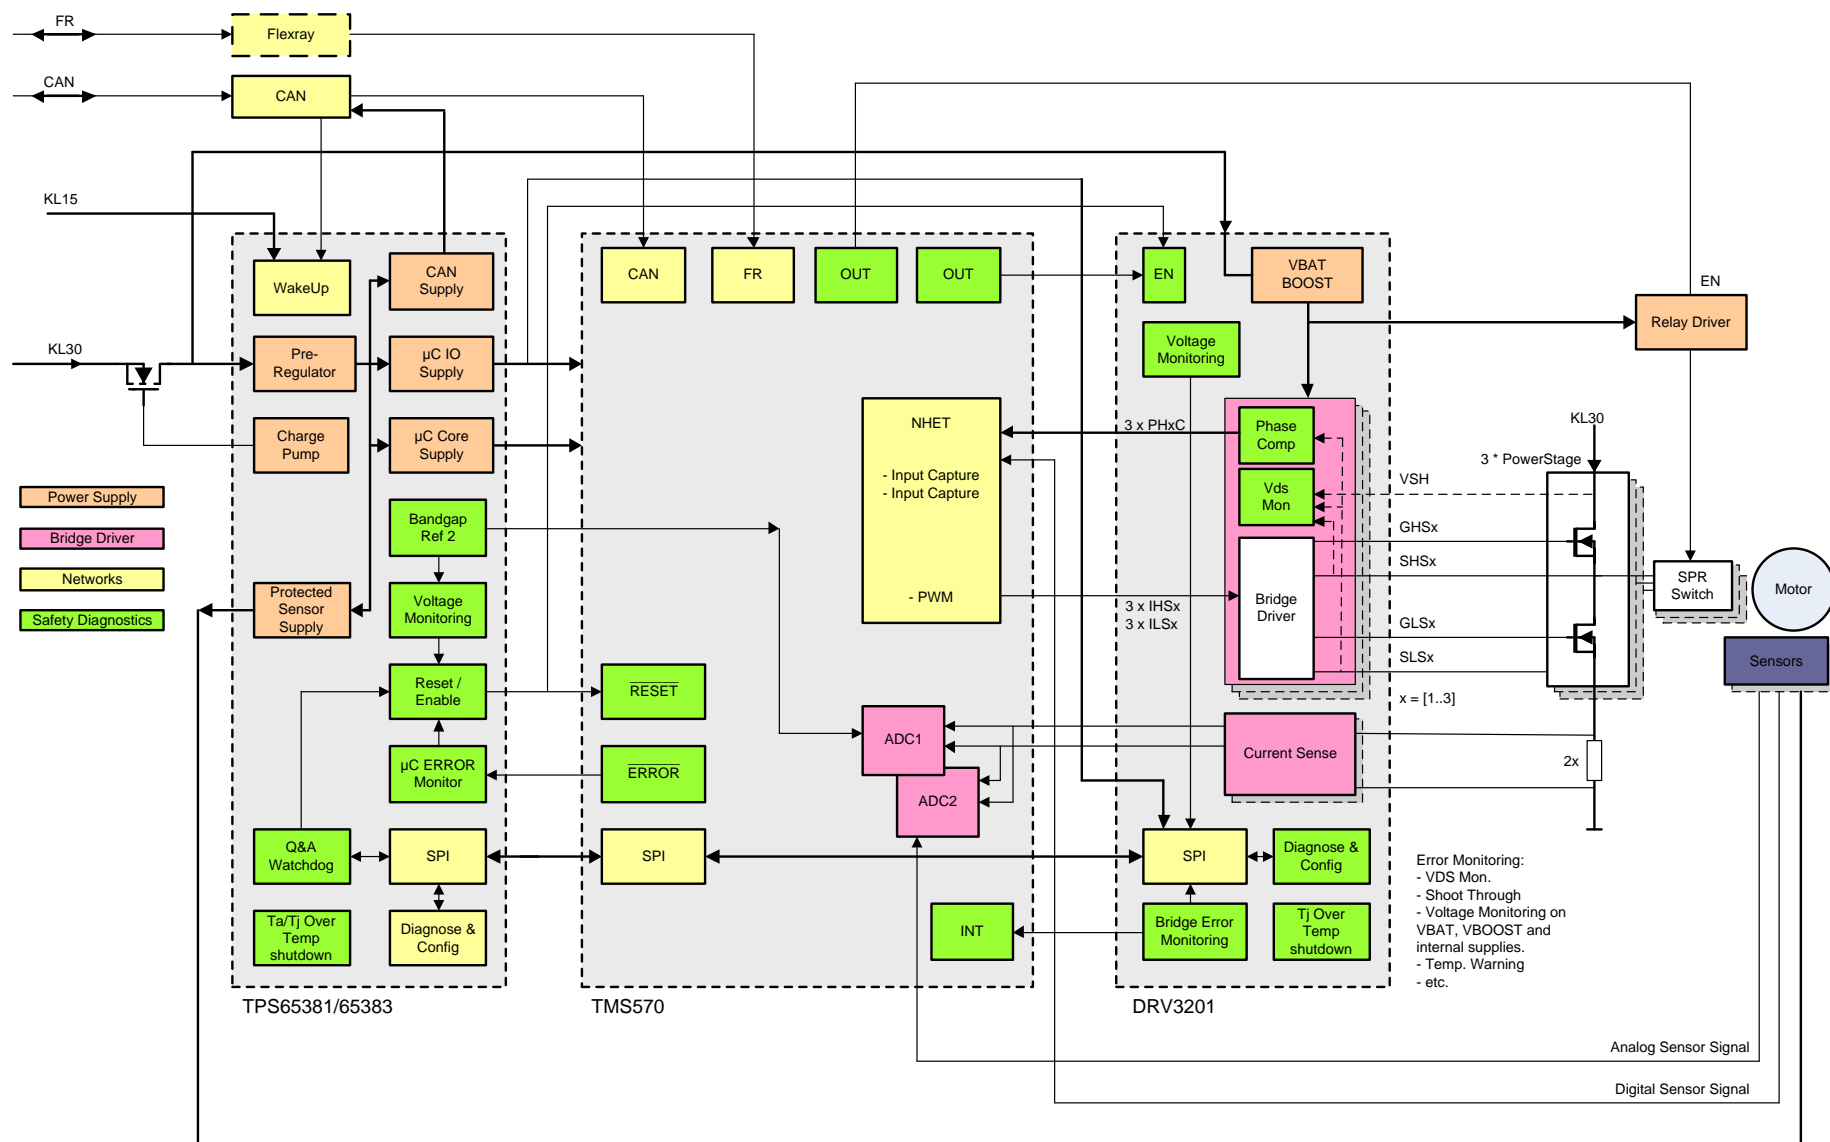 FR
Flexray
CAN
CAN
KL15
WakeUp
CAN
Supply
CAN
FR
OUT
OUT
EN
VBAT
BOOST
EN
Relay Driver
KL30
Pre-
Regulator
µC IO
Supply
Voltage
Monitoring
Charge
Pump
µC Core
Supply
NHET
- Input Capture
- Input Capture
- PWM
3 x PHxC
Phase
Comp
KL30
3 * PowerStage
VSH
Vds
Mon
GHSx
SHSx
Bridge
Driver
3 x IHSx
3 x ILSx
GLSx
SLSx
x = [1..3]
SPR
Switch
Motor
Sensors
Power Supply
Bridge Driver
Networks
Safety Diagnostics
Bandgap
Ref 2
Protected
Sensor
Supply
Voltage
Monitoring
Reset /
Enable
RESET
ADC1
ADC2
Current Sense
2x
µC ERROR
Monitor
ERROR
Q&A
Watchdog
SPI
SPI
SPI
Diagnose &
Config
Ta/Tj Over
Temp
shutdown
Diagnose &
Config
INT
Bridge Error
Monitoring
Tj Over
Temp
shutdown
Error Monitoring:
- VDS Mon.
- Shoot Through
- Voltage Monitoring on
VBAT, VBOOST and
internal supplies.
- Temp. Warning
- etc.
TPS65381/65383
TMS570
DRV3201
Analog Sensor Signal
Digital Sensor Signal